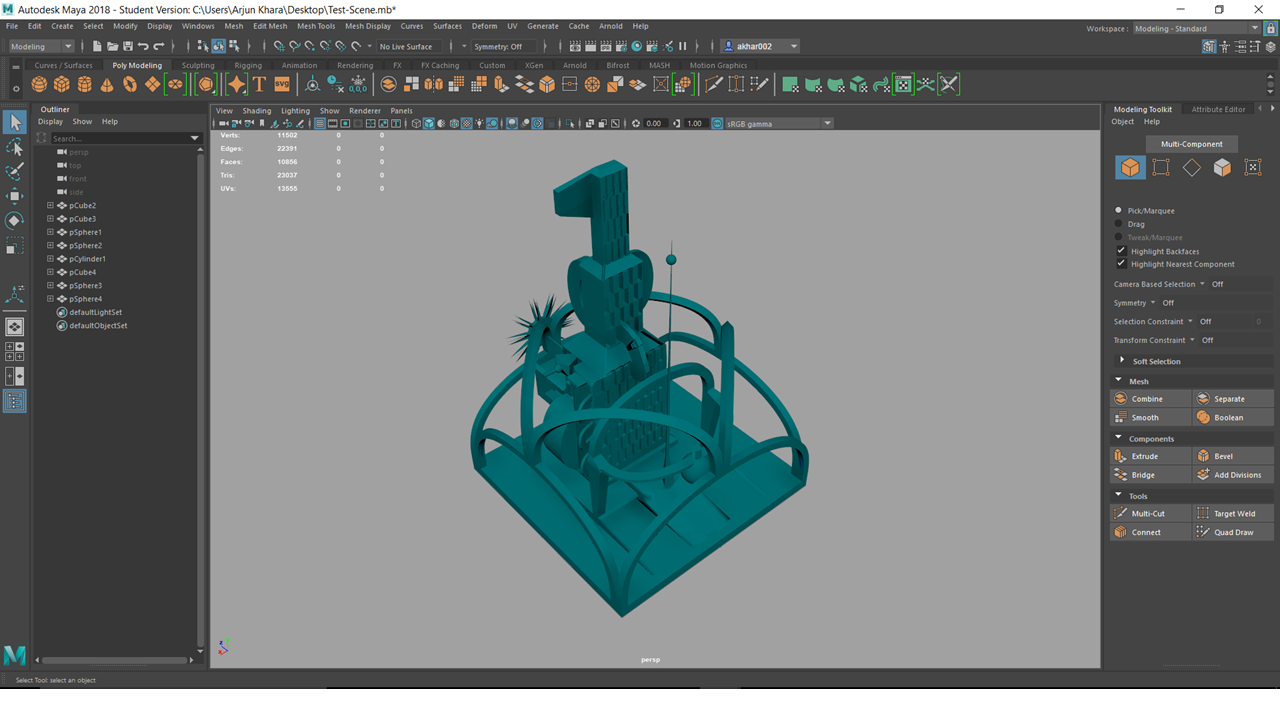 Autodesk Maya 2018 - Student Version: C:\Users\Arjun Khara\Desktop\Test-Scene.mb*
File Edit Create Select Modify Display Windows Mesh Edit Mesh Mesh Tools Mesh Display Curves Surfaces Deform UV Generate Cache Arnold Help
Workspace: Modeling - Standard
Modeling No Live Surface Symmetry: Off akhar002
Curves / Surfaces Poly Modeling Sculpting Rigging Animation Rendering FX FX Caching Custom XGen Arnold Bifrost MASH Motion Graphics
T SVG 0,0,0
Outliner
Display Show Help
Search...
persp
top
front
side
pCube2
pCube3
pSphere1
pSphere2
pCylinder1
pCube4
pSphere3
pSphere4
defaultLightSet
defaultObjectSet
View Shading Lighting Show Renderer Panels
0.00 1.00 sRGB gamma
Verts: 11502 0 0
Edges: 22391 0 0
Faces: 10856 0 0
Tris: 23037 0 0
UVs: 13555 0 0
persp
Modeling Toolkit Attribute Editor
Object Help
Multi-Component
Pick/Marquee
Drag
Tweak/Marquee
Highlight Backfaces
Highlight Nearest Component
Camera Based Selection Off
Symmetry Off
Selection Constraint Off 0
Transform Constraint Off
Soft Selection
Mesh
Combine Separate
Smooth Boolean
Components
Extrude Bevel
Bridge Add Divisions
Tools
Multi-Cut Target Weld
Connect Quad Draw
Select Tool: select an object